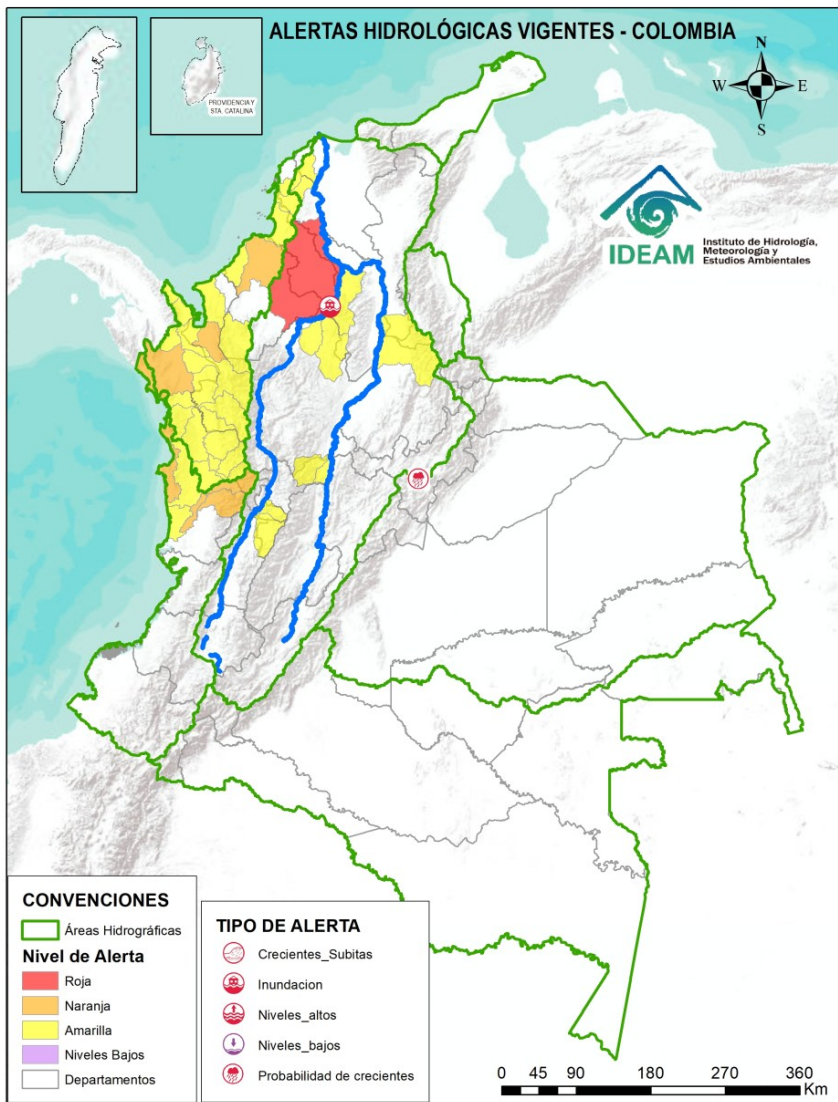 ALERTAS HIDROLÓGICAS VIGENTES - COLOMBIA
PROVIDENCIA Y
STA. CATALINA
N
W
E
S
IDEAM
Instituto de Hidrología,
Meteorología y
Estudios Ambientales
CONVENCIONES
Áreas Hidrográficas
Nivel de Alerta
Roja
Naranja
Amarilla
Niveles Bajos
Departamentos
TIPO DE ALERTA
Crecientes_Subitas
Inundacion
Niveles_altos
Niveles_bajos
Probabilidad de crecientes
0 45 90 180 270 360
Km